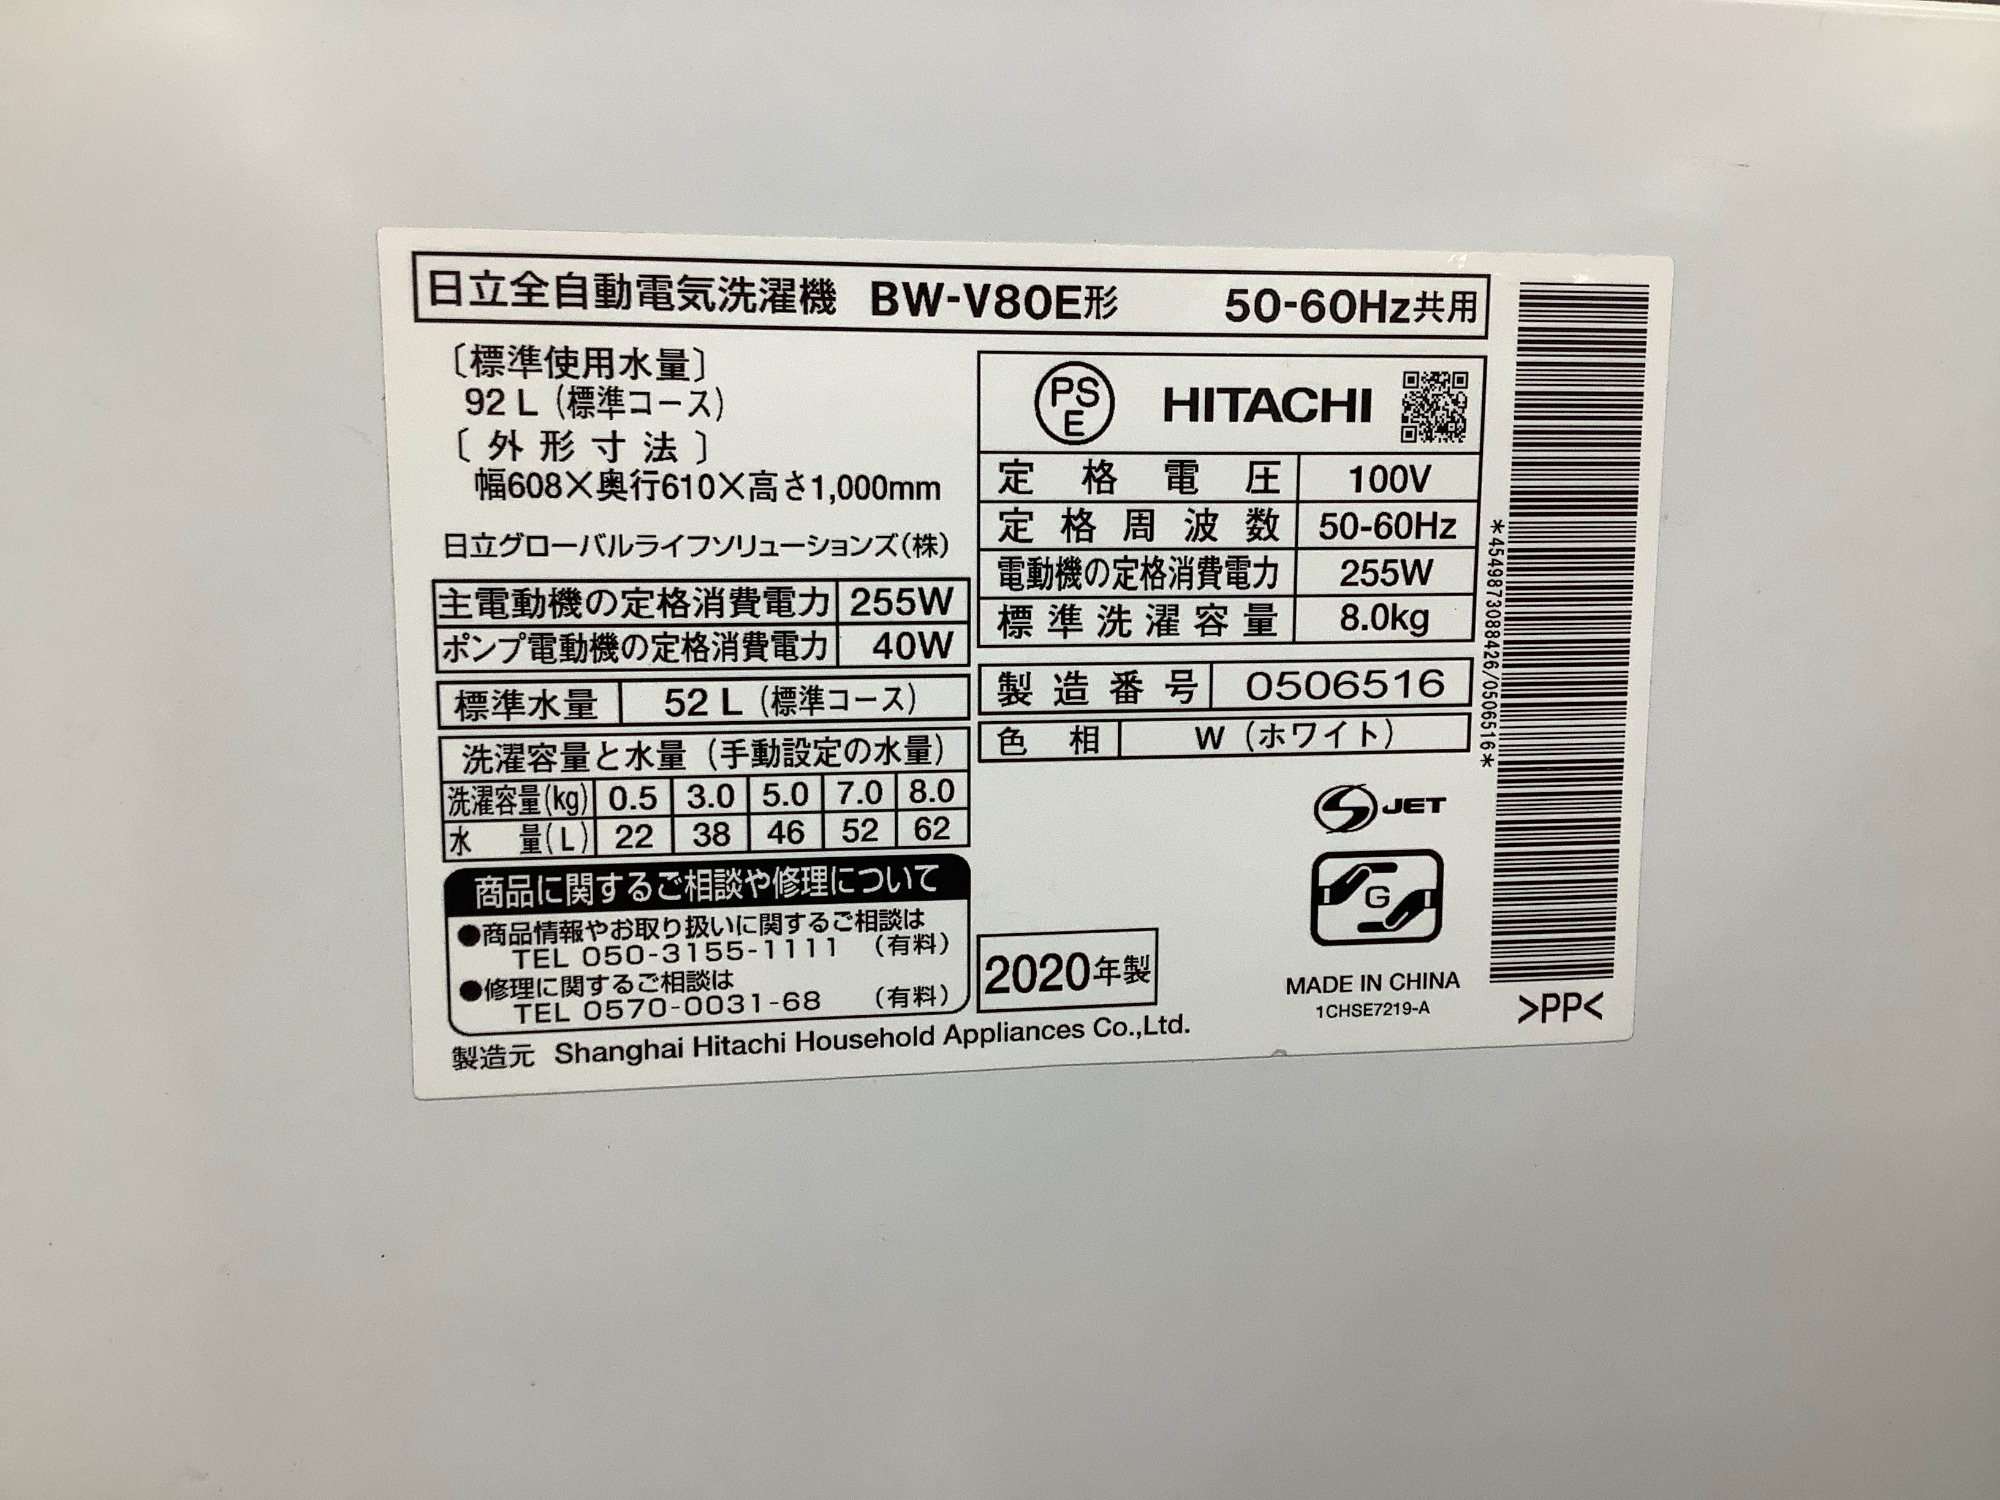 日立全自動電気洗濯機 BW-V80E形 50-60Hz共用
〔標準使用水量〕
92 L（標準コース）
〔外形寸法〕
幅608×奥行610×高さ1,000mm
日立グローバルライフソリューションズ（株）
主電動機の定格消費電力 255W
ポンプ電動機の定格消費電力 40W
標準水量 52 L（標準コース）
洗濯容量と水量（手動設定の水量）
洗濯容量(kg) 0.5 3.0 5.0 7.0 8.0
水量(L) 22 38 46 52 62
商品に関するご相談や修理について
●商品情報やお取り扱いに関するご相談は
TEL 050-3155-1111 （有料）
●修理に関するご相談は
TEL 0570-0031-68 （有料）
製造元 Shanghai Hitachi Household Appliances Co.,Ltd.
PS
E
HITACHI
定格電圧 100V
定格周波数 50-60Hz
電動機の定格消費電力 255W
標準洗濯容量 8.0kg
製造番号 0506516
色相 W（ホワイト）
S JET
G
2020年製
MADE IN CHINA
1CHSE7219-A
*4549873088426/0506516*
>PP<